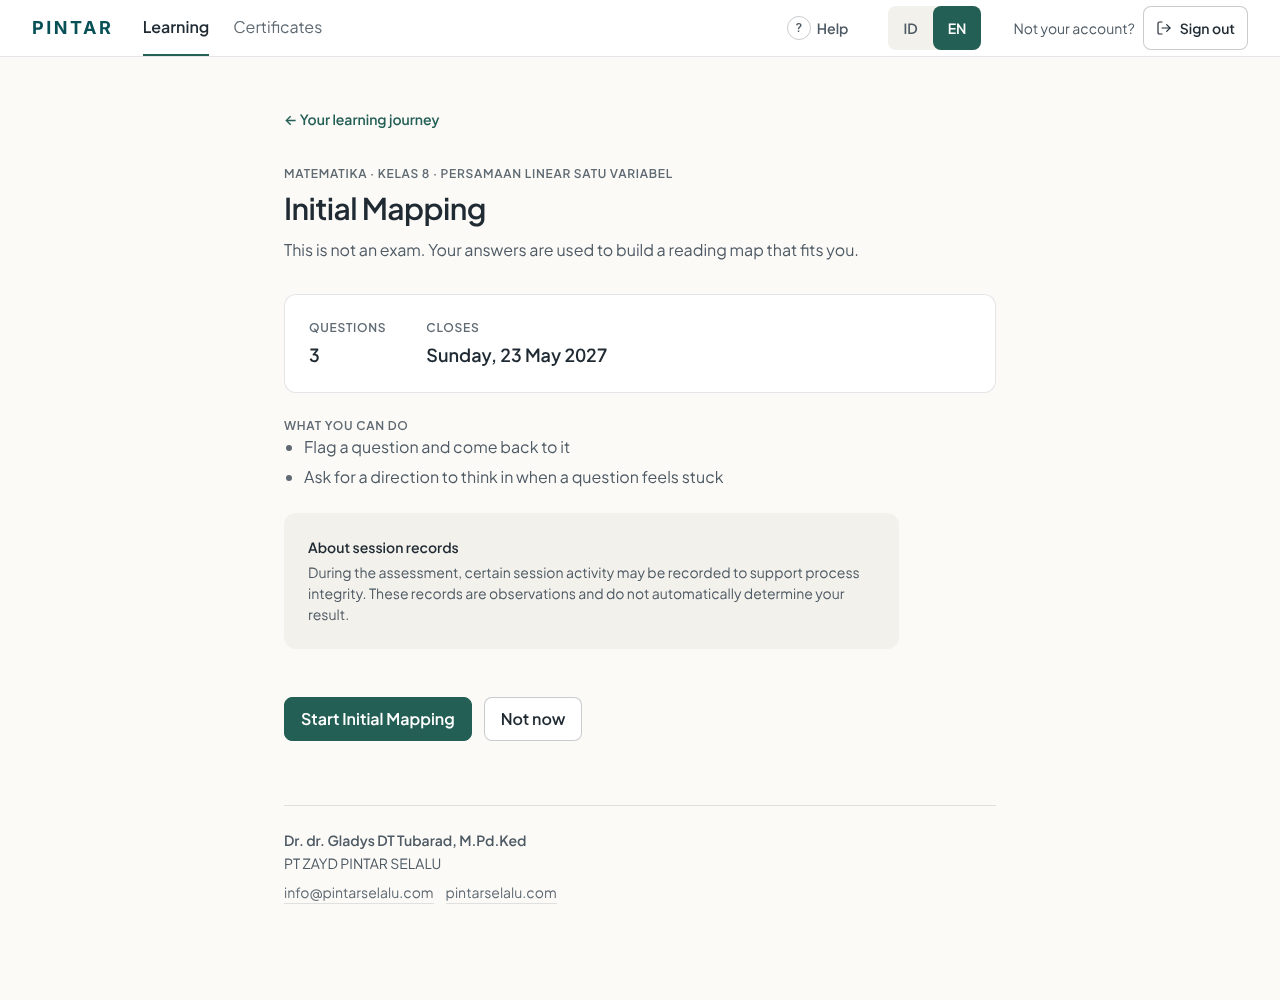 PINTAR
Learning
Certificates
?
Help
ID
EN
Not your account?
Sign out
← Your learning journey
MATEMATIKA · KELAS 8 · PERSAMAAN LINEAR SATU VARIABEL
Initial Mapping
This is not an exam. Your answers are used to build a reading map that fits you.
QUESTIONS
3
CLOSES
Sunday, 23 May 2027
WHAT YOU CAN DO
• Flag a question and come back to it
• Ask for a direction to think in when a question feels stuck
About session records
During the assessment, certain session activity may be recorded to support process
integrity. These records are observations and do not automatically determine your
result.
Start Initial Mapping
Not now
Dr. dr. Gladys DT Tubarad, M.Pd.Ked
PT ZAYD PINTAR SELALU
info@pintarselalu.com
pintarselalu.com